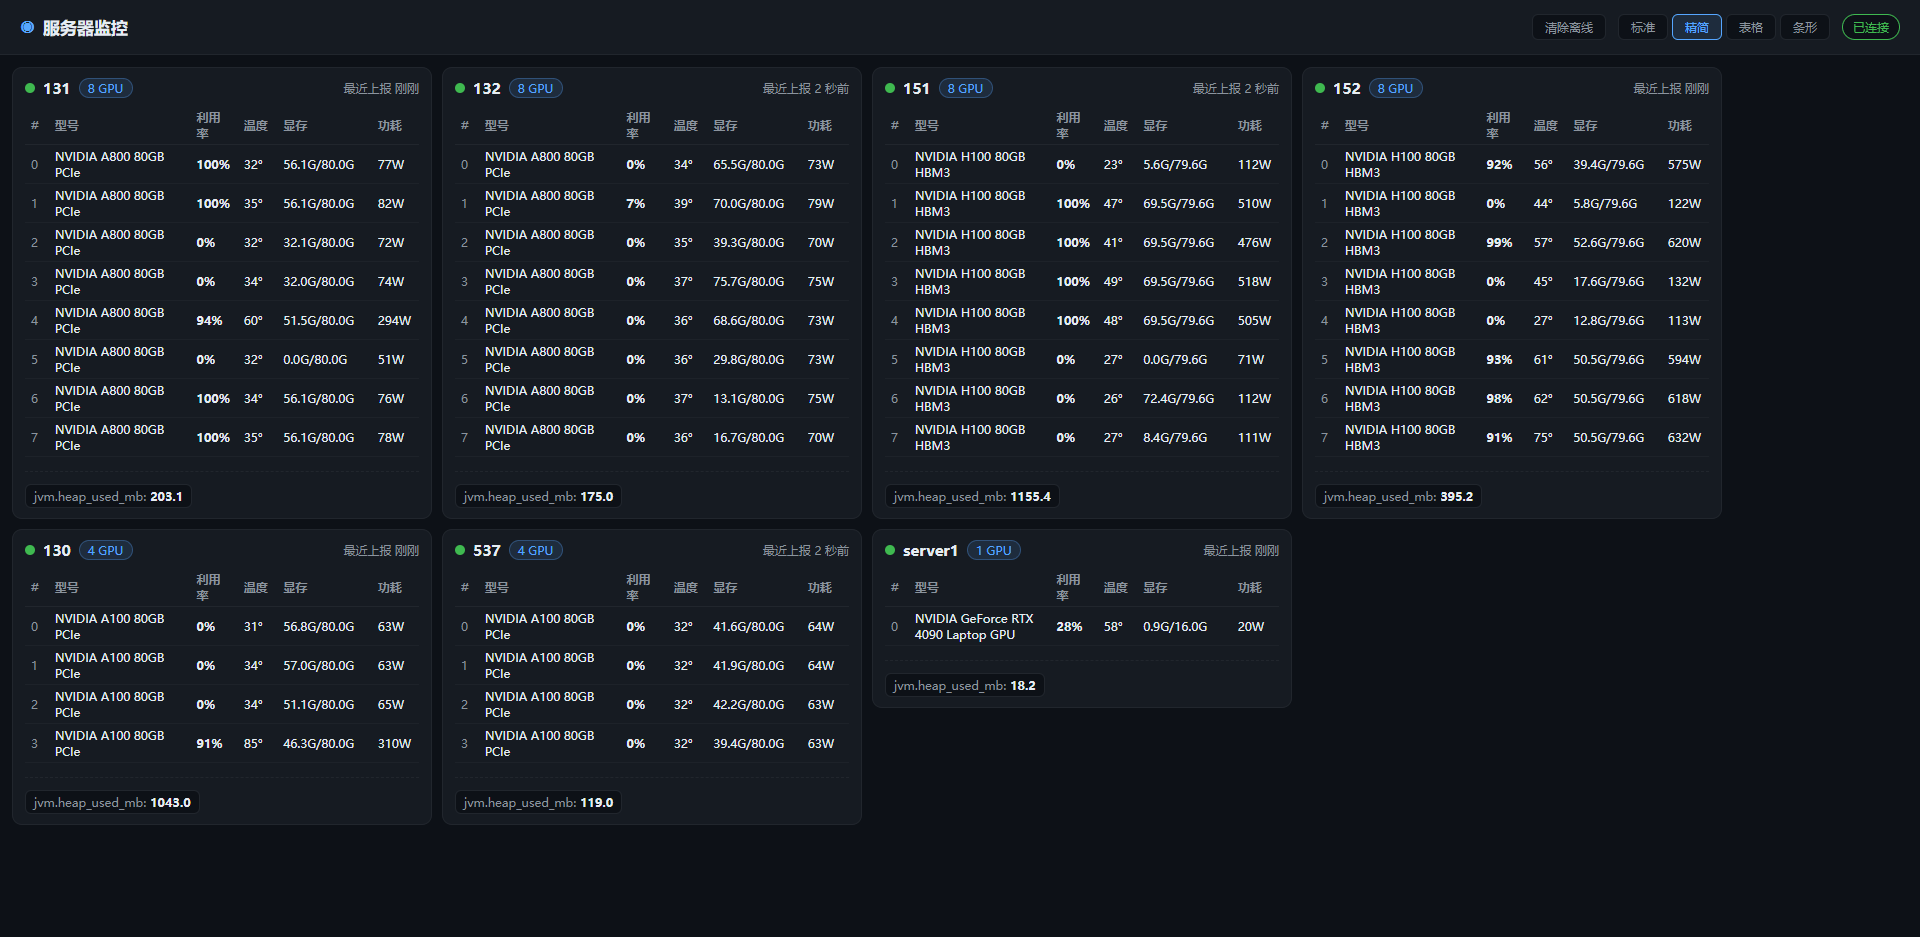 服务器监控
清除离线 标准 精简 表格 条形 已连接
131 8 GPU 最近上报 刚刚
# 型号 利用率 温度 显存 功耗
0 NVIDIA A800 80GB PCIe 100% 32° 56.1G/80.0G 77W
1 NVIDIA A800 80GB PCIe 100% 35° 56.1G/80.0G 82W
2 NVIDIA A800 80GB PCIe 0% 32° 32.1G/80.0G 72W
3 NVIDIA A800 80GB PCIe 0% 34° 32.0G/80.0G 74W
4 NVIDIA A800 80GB PCIe 94% 60° 51.5G/80.0G 294W
5 NVIDIA A800 80GB PCIe 0% 32° 0.0G/80.0G 51W
6 NVIDIA A800 80GB PCIe 100% 34° 56.1G/80.0G 76W
7 NVIDIA A800 80GB PCIe 100% 35° 56.1G/80.0G 78W
jvm.heap_used_mb: 203.1
132 8 GPU 最近上报 2 秒前
# 型号 利用率 温度 显存 功耗
0 NVIDIA A800 80GB PCIe 0% 34° 65.5G/80.0G 73W
1 NVIDIA A800 80GB PCIe 7% 39° 70.0G/80.0G 79W
2 NVIDIA A800 80GB PCIe 0% 35° 39.3G/80.0G 70W
3 NVIDIA A800 80GB PCIe 0% 37° 75.7G/80.0G 75W
4 NVIDIA A800 80GB PCIe 0% 36° 68.6G/80.0G 73W
5 NVIDIA A800 80GB PCIe 0% 36° 29.8G/80.0G 73W
6 NVIDIA A800 80GB PCIe 0% 37° 13.1G/80.0G 75W
7 NVIDIA A800 80GB PCIe 0% 36° 16.7G/80.0G 70W
jvm.heap_used_mb: 175.0
151 8 GPU 最近上报 2 秒前
# 型号 利用率 温度 显存 功耗
0 NVIDIA H100 80GB HBM3 0% 23° 5.6G/79.6G 112W
1 NVIDIA H100 80GB HBM3 100% 47° 69.5G/79.6G 510W
2 NVIDIA H100 80GB HBM3 100% 41° 69.5G/79.6G 476W
3 NVIDIA H100 80GB HBM3 100% 49° 69.5G/79.6G 518W
4 NVIDIA H100 80GB HBM3 100% 48° 69.5G/79.6G 505W
5 NVIDIA H100 80GB HBM3 0% 27° 0.0G/79.6G 71W
6 NVIDIA H100 80GB HBM3 0% 26° 72.4G/79.6G 112W
7 NVIDIA H100 80GB HBM3 0% 27° 8.4G/79.6G 111W
jvm.heap_used_mb: 1155.4
152 8 GPU 最近上报 刚刚
# 型号 利用率 温度 显存 功耗
0 NVIDIA H100 80GB HBM3 92% 56° 39.4G/79.6G 575W
1 NVIDIA H100 80GB HBM3 0% 44° 5.8G/79.6G 122W
2 NVIDIA H100 80GB HBM3 99% 57° 52.6G/79.6G 620W
3 NVIDIA H100 80GB HBM3 0% 45° 17.6G/79.6G 132W
4 NVIDIA H100 80GB HBM3 0% 27° 12.8G/79.6G 113W
5 NVIDIA H100 80GB HBM3 93% 61° 50.5G/79.6G 594W
6 NVIDIA H100 80GB HBM3 98% 62° 50.5G/79.6G 618W
7 NVIDIA H100 80GB HBM3 91% 75° 50.5G/79.6G 632W
jvm.heap_used_mb: 395.2
130 4 GPU 最近上报 刚刚
# 型号 利用率 温度 显存 功耗
0 NVIDIA A100 80GB PCIe 0% 31° 56.8G/80.0G 63W
1 NVIDIA A100 80GB PCIe 0% 34° 57.0G/80.0G 63W
2 NVIDIA A100 80GB PCIe 0% 34° 51.1G/80.0G 65W
3 NVIDIA A100 80GB PCIe 91% 85° 46.3G/80.0G 310W
jvm.heap_used_mb: 1043.0
537 4 GPU 最近上报 2 秒前
# 型号 利用率 温度 显存 功耗
0 NVIDIA A100 80GB PCIe 0% 32° 41.6G/80.0G 64W
1 NVIDIA A100 80GB PCIe 0% 32° 41.9G/80.0G 64W
2 NVIDIA A100 80GB PCIe 0% 32° 42.2G/80.0G 63W
3 NVIDIA A100 80GB PCIe 0% 32° 39.4G/80.0G 63W
jvm.heap_used_mb: 119.0
server1 1 GPU 最近上报 刚刚
# 型号 利用率 温度 显存 功耗
0 NVIDIA GeForce RTX 4090 Laptop GPU 28% 58° 0.9G/16.0G 20W
jvm.heap_used_mb: 18.2